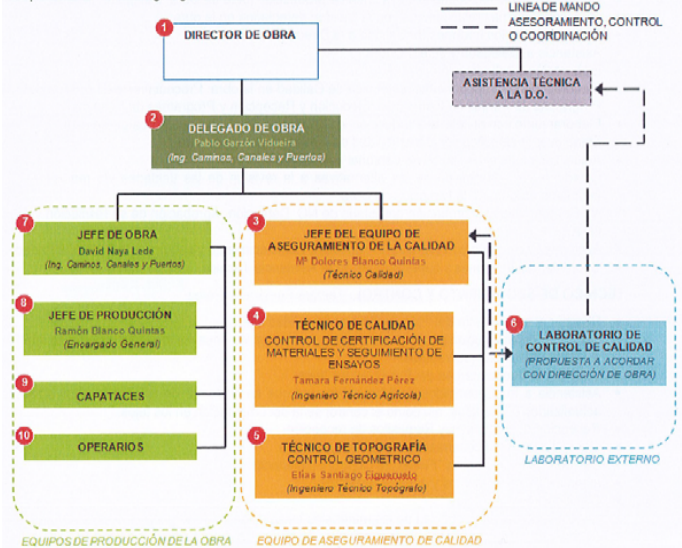 LINEA DE MANDO
ASESORAMIENTO, CONTROL
O COORDINACIÓN
1
DIRECTOR DE OBRA
ASISTENCIA TÉCNICA
A LA D.O.
2
DELEGADO DE OBRA
Pablo Garzón Vidueira
(Ing. Caminos, Canales y Puertos)
7
JEFE DE OBRA
David Naya Lede
(Ing. Caminos, Canales y Puertos)
8
JEFE DE PRODUCCIÓN
Ramón Blanco Quintas
(Encargado General)
9
CAPATACES
10
OPERARIOS
EQUIPOS DE PRODUCCIÓN DE LA OBRA
3
JEFE DEL EQUIPO DE
ASEGURAMIENTO DE LA CALIDAD
Mª Dolores Blanco Quintas
(Técnico Calidad)
4
TÉCNICO DE CALIDAD
CONTROL DE CERTIFICACIÓN DE
MATERIALES Y SEGUIMIENTO DE
ENSAYOS
Tamara Fernández Pérez
(Ingeniero Técnico Agrícola)
5
TÉCNICO DE TOPOGRAFÍA
CONTROL GEOMETRICO
Elías Santiago Figueruelo
(Ingeniero Técnico Topógrafo)
EQUIPO DE ASEGURAMIENTO DE CALIDAD
6
LABORATORIO DE
CONTROL DE CALIDAD
(PROPUESTA A ACORDAR
CON DIRECCIÓN DE OBRA)
LABORATORIO EXTERNO